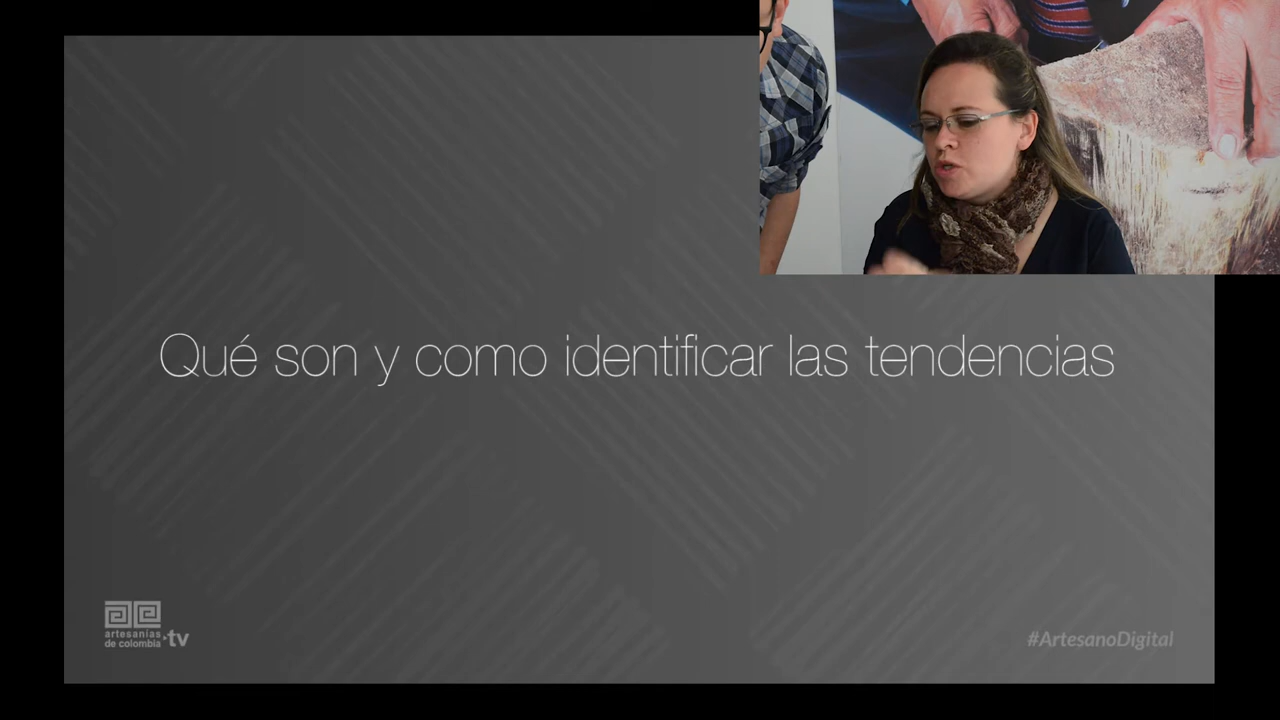 Qué son y como identificar las tendencias
artesanías
de colombia .tv
#ArtesanoDigital